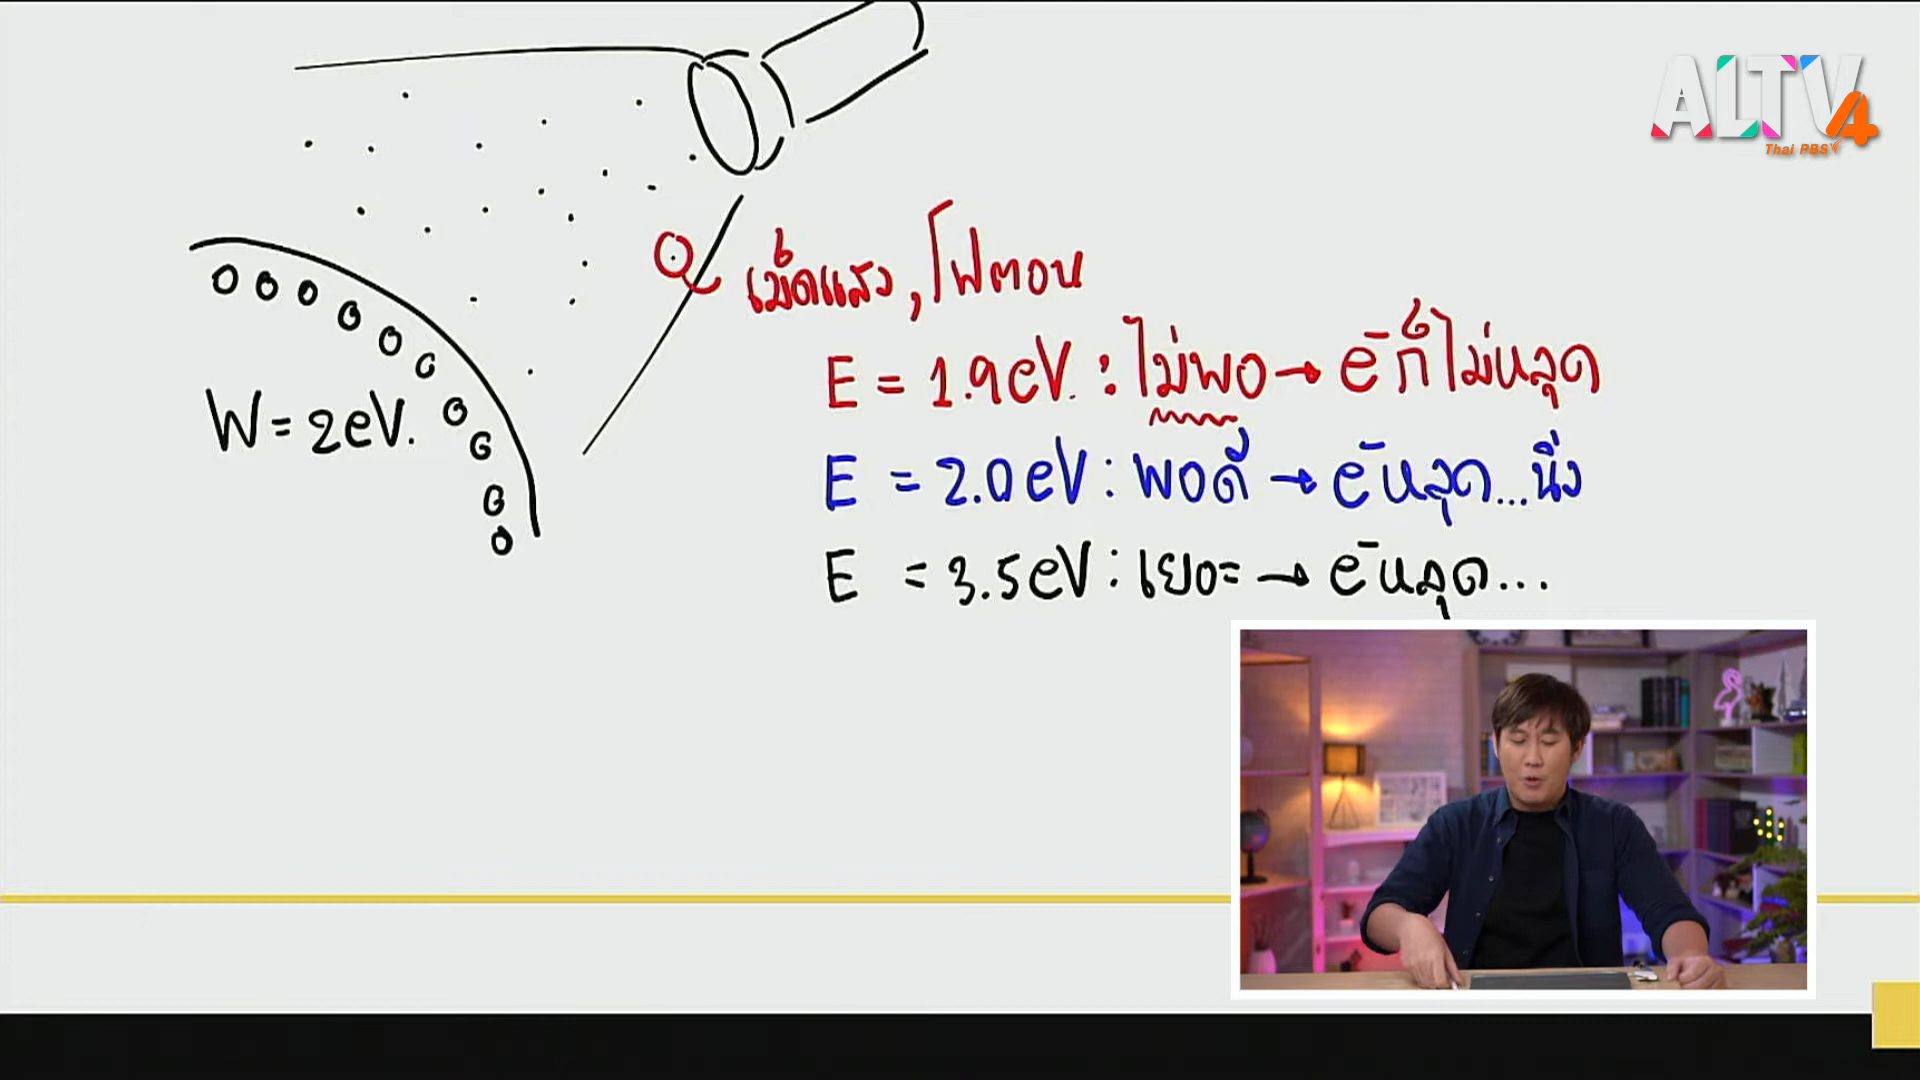 ALTV4
Thai PBS
เม็ดแสง, โฟตอน
E = 1.9eV. : ไม่พอ → e⁻ก็ไม่หลุด
W = 2eV.
E = 2.0eV : พอดี → e⁻หลุด...นิ่ง
E = 3.5eV : เยอะ → e⁻หลุด...